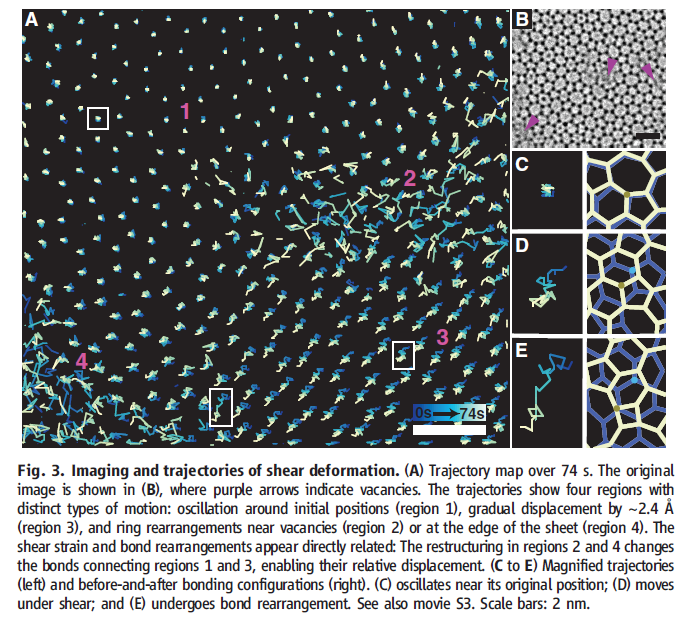 A
B
1
2
3
4
0s→74s
C
D
E
Fig. 3. Imaging and trajectories of shear deformation. (A) Trajectory map over 74 s. The original
image is shown in (B), where purple arrows indicate vacancies. The trajectories show four regions with
distinct types of motion: oscillation around initial positions (region 1), gradual displacement by ~2.4 Å
(region 3), and ring rearrangements near vacancies (region 2) or at the edge of the sheet (region 4). The
shear strain and bond rearrangements appear directly related: The restructuring in regions 2 and 4 changes
the bonds connecting regions 1 and 3, enabling their relative displacement. (C to E) Magnified trajectories
(left) and before-and-after bonding configurations (right). (C) oscillates near its original position; (D) moves
under shear; and (E) undergoes bond rearrangement. See also movie S3. Scale bars: 2 nm.